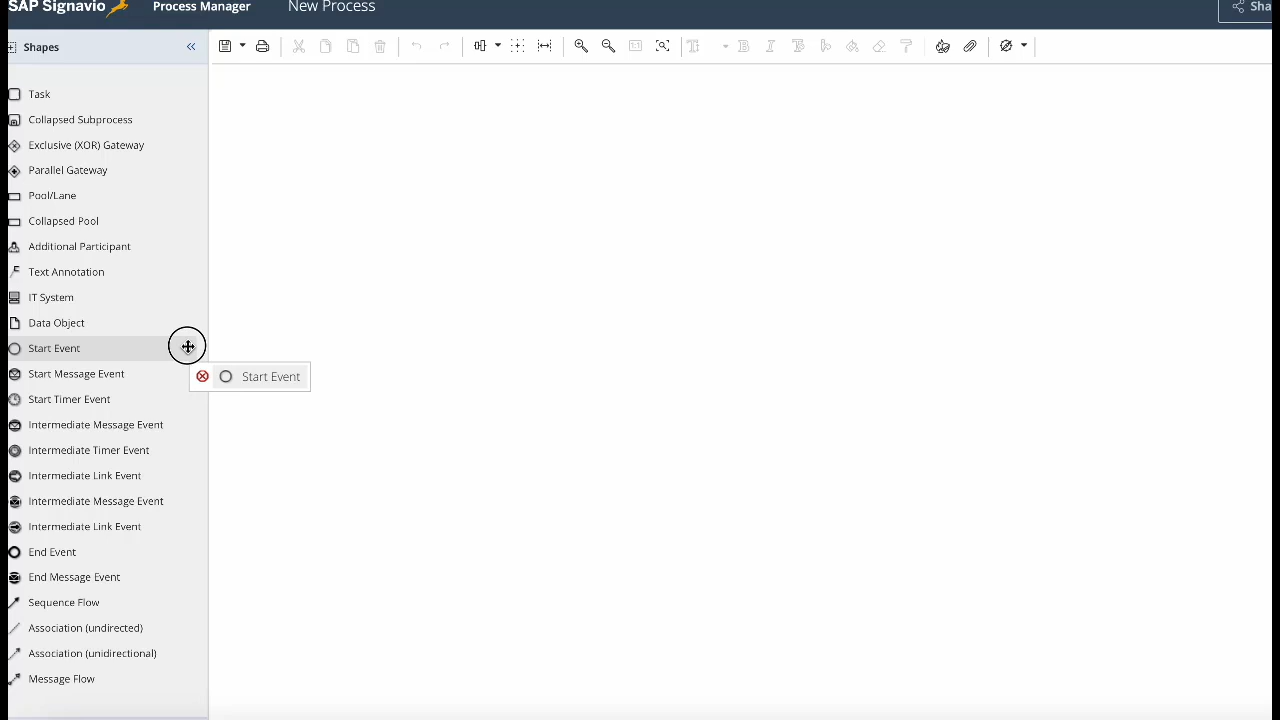 SAP Signavio Process Manager New Process
Shapes
Task
Collapsed Subprocess
Exclusive (XOR) Gateway
Parallel Gateway
Pool/Lane
Collapsed Pool
Additional Participant
Text Annotation
IT System
Data Object
Start Event
Start Event
Start Message Event
Start Timer Event
Intermediate Message Event
Intermediate Timer Event
Intermediate Link Event
Intermediate Message Event
Intermediate Link Event
End Event
End Message Event
Sequence Flow
Association (undirected)
Association (unidirectional)
Message Flow